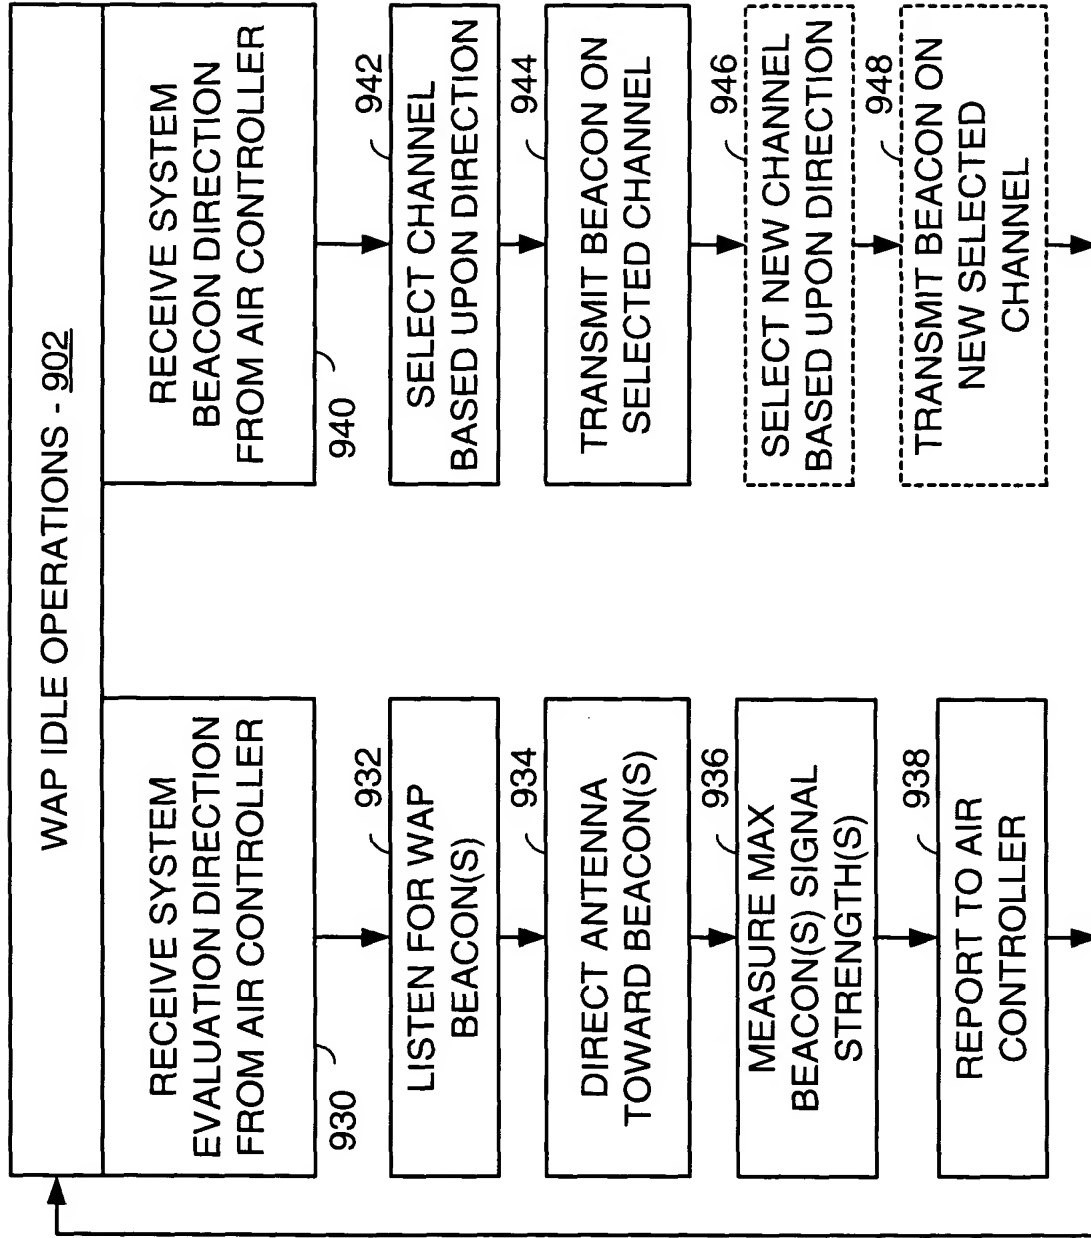 WAP IDLE OPERATIONS - 902
RECEIVE SYSTEM
EVALUATION DIRECTION
FROM AIR CONTROLLER
930
LISTEN FOR WAP
BEACON(S)
932
DIRECT ANTENNA
TOWARD BEACON(S)
934
MEASURE MAX
BEACON(S) SIGNAL
STRENGTH(S)
936
REPORT TO AIR
CONTROLLER
938
RECEIVE SYSTEM
BEACON DIRECTION
FROM AIR CONTROLLER
940
SELECT CHANNEL
BASED UPON DIRECTION
942
TRANSMIT BEACON ON
SELECTED CHANNEL
944
SELECT NEW CHANNEL
BASED UPON DIRECTION
946
TRANSMIT BEACON ON
NEW SELECTED
CHANNEL
948